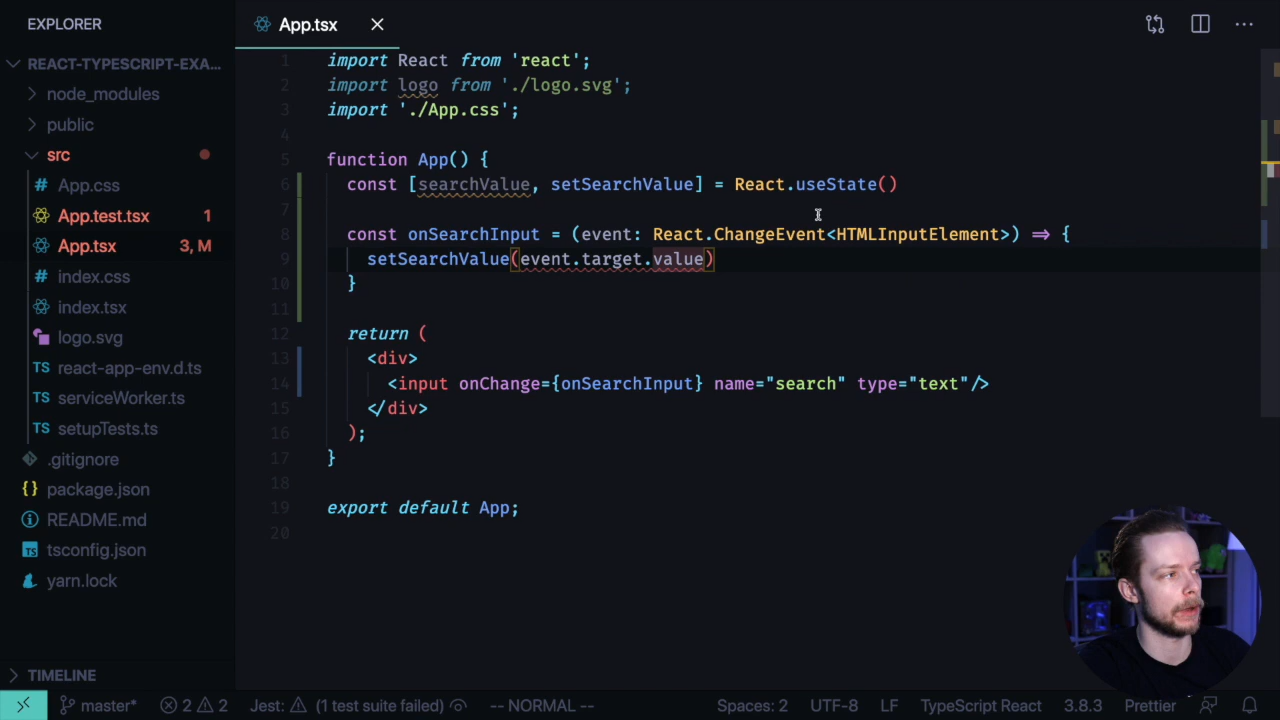 EXPLORER
App.tsx
REACT-TYPESCRIPT-EXA...
node_modules
public
src
App.css
App.test.tsx 1
App.tsx 3, M
index.css
index.tsx
logo.svg
TS react-app-env.d.ts
TS serviceWorker.ts
TS setupTests.ts
.gitignore
{} package.json
README.md
TS tsconfig.json
yarn.lock
TIMELINE
1 import React from 'react';
2 import logo from './logo.svg';
3 import './App.css';
4
5 function App() {
6 const [searchValue, setSearchValue] = React.useState()
7
8 const onSearchInput = (event: React.ChangeEvent<HTMLInputElement>) => {
9 setSearchValue(event.target.value)
10 }
11
12 return (
13 <div>
14 <input onChange={onSearchInput} name="search" type="text"/>
15 </div>
16 );
17 }
18
19 export default App;
20
master* 2 2 Jest: (1 test suite failed) -- NORMAL -- Spaces: 2 UTF-8 LF TypeScript React 3.8.3 Prettier